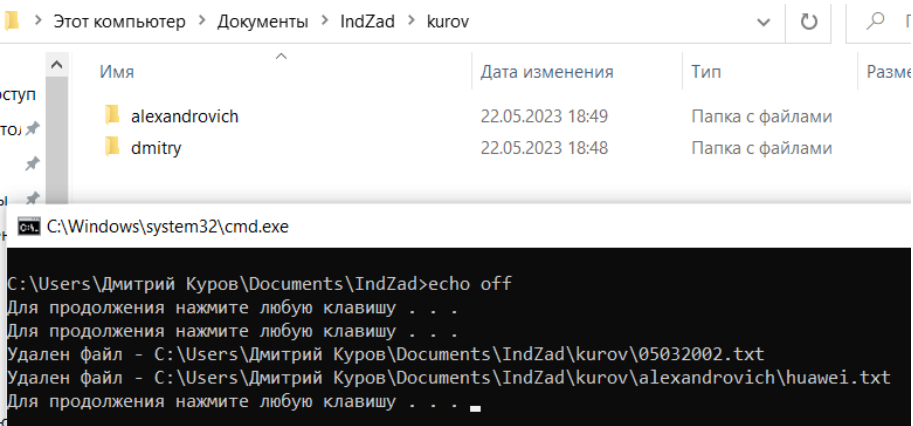 Этот компьютер > Документы > IndZad > kurov
Имя Дата изменения Тип
alexandrovich 22.05.2023 18:49 Папка с файлами
dmitry 22.05.2023 18:48 Папка с файлами
C:\Windows\system32\cmd.exe
C:\Users\Дмитрий Куров\Documents\IndZad>echo off
Для продолжения нажмите любую клавишу . . .
Для продолжения нажмите любую клавишу . . .
Удален файл - C:\Users\Дмитрий Куров\Documents\IndZad\kurov\05032002.txt
Удален файл - C:\Users\Дмитрий Куров\Documents\IndZad\kurov\alexandrovich\huawei.txt
Для продолжения нажмите любую клавишу . . .